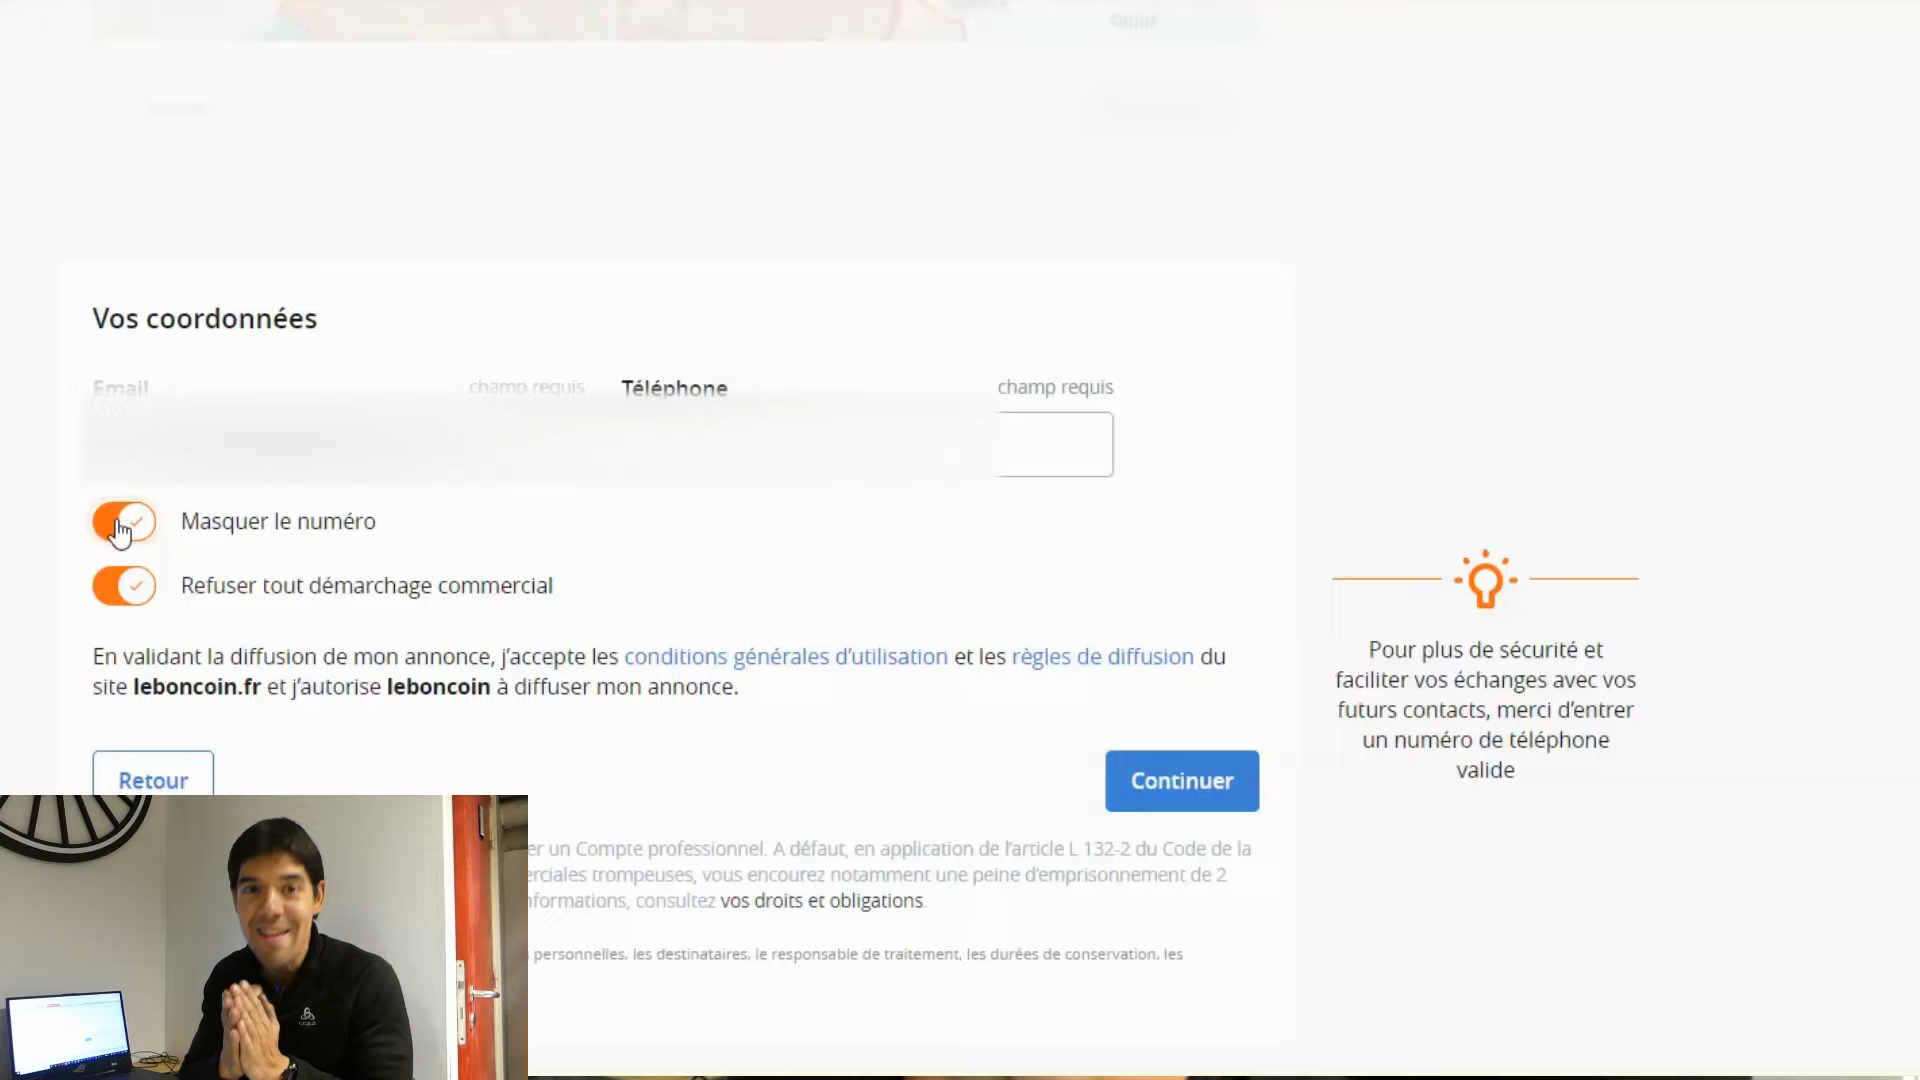 Vos coordonnées
Email champ requis Téléphone champ requis
Masquer le numéro
Refuser tout démarchage commercial
En validant la diffusion de mon annonce, j’accepte les conditions générales d’utilisation et les règles de diffusion du
site leboncoin.fr et j’autorise leboncoin à diffuser mon annonce.
Retour Continuer
er un Compte professionnel. A défaut, en application de l’article L 132-2 du Code de la
erciales trompeuses, vous encourez notamment une peine d’emprisonnement de 2
nformations, consultez vos droits et obligations.
personnelles, les destinataires, le responsable de traitement, les durées de conservation, les
Pour plus de sécurité et
faciliter vos échanges avec vos
futurs contacts, merci d’entrer
un numéro de téléphone
valide